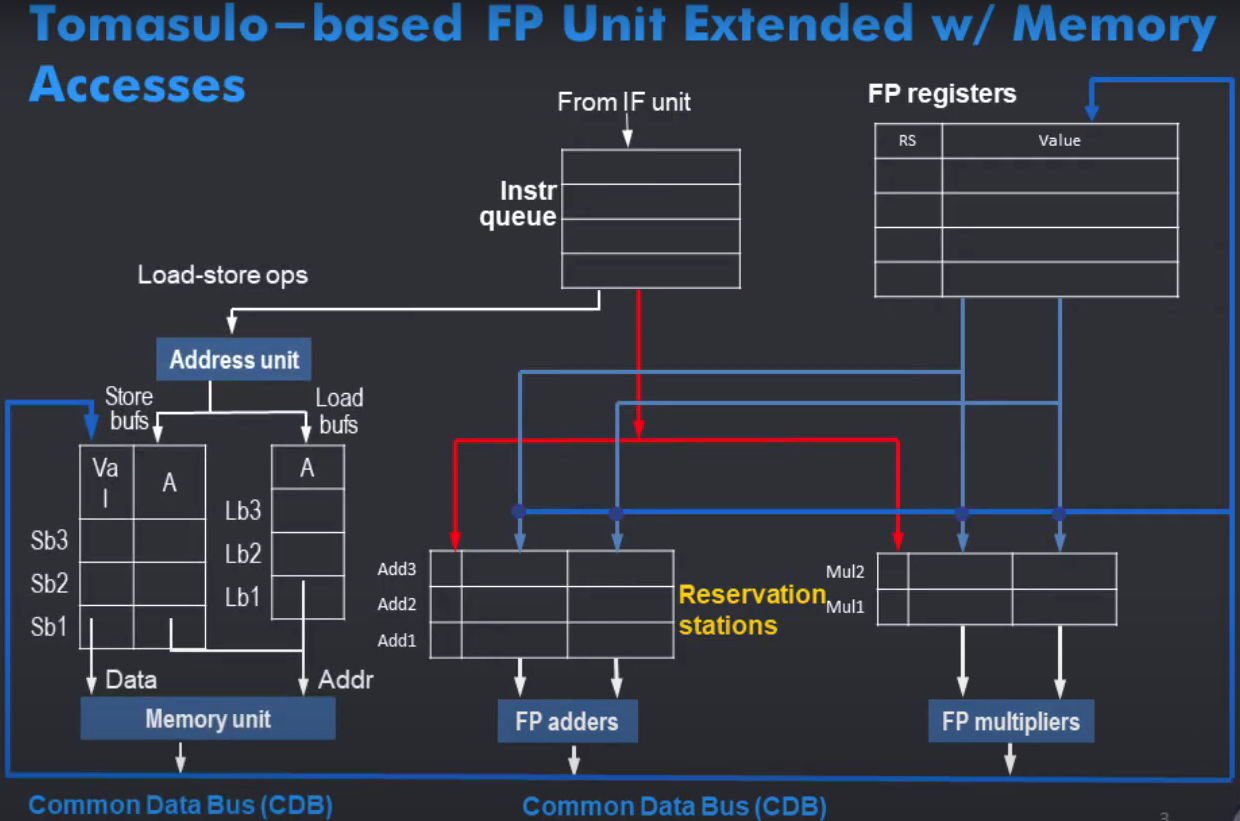 Tomasulo–based FP Unit Extended w/ Memory
Accesses
From IF unit
FP registers
RS Value
Instr
queue
Load-store ops
Address unit
Store
bufs
Load
bufs
Va
l
A
A
Sb3
Sb2
Sb1
Lb3
Lb2
Lb1
Add3
Add2
Add1
Reservation
stations
Mul2
Mul1
Data
Addr
Memory unit
FP adders
FP multipliers
Common Data Bus (CDB)
Common Data Bus (CDB)
3